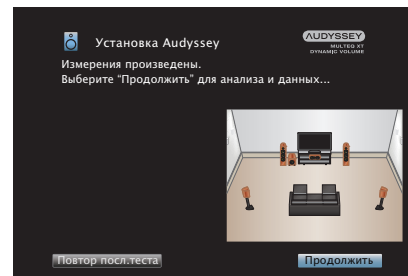 Установка Audyssey
AUDYSSEY
MULTEQ XT
DYNAMIC VOLUME
Измерения произведены.
Выберите “Продолжить” для анализа и данных...
Повтор посл.теста
Продолжить